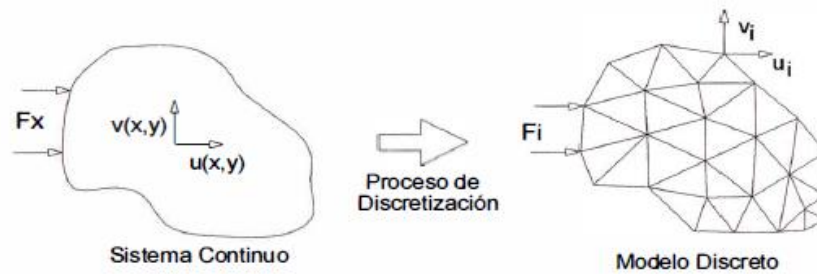 Fx
v(x,y)
u(x,y)
Sistema Continuo
Proceso de
Discretización
vi
ui
Fi
Modelo Discreto